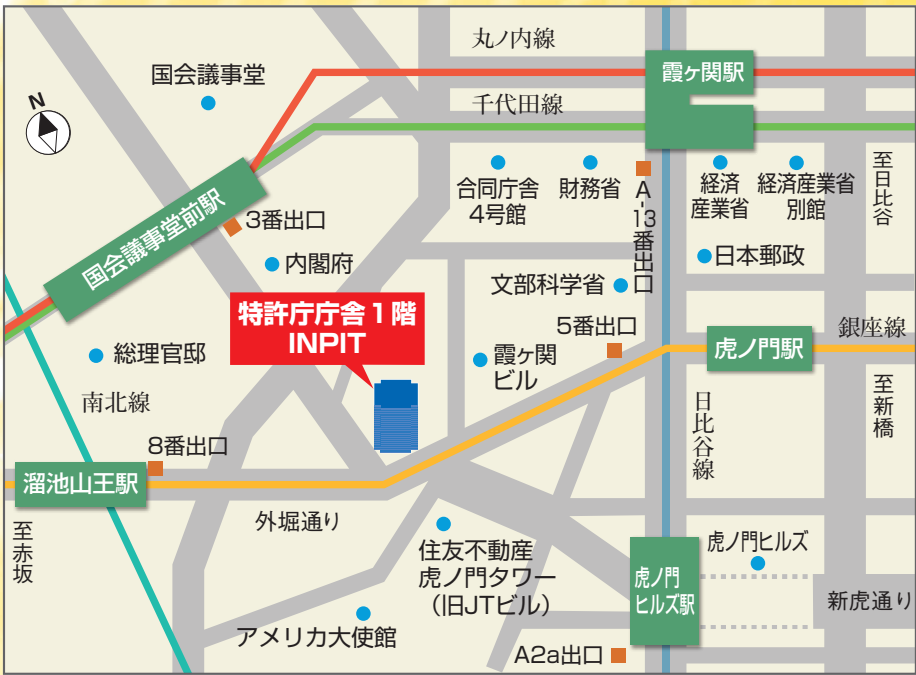 丸ノ内線
国会議事堂
霞ヶ関駅
N
千代田線
合同庁舎
4号館
財務省
A-13番出口
経済
産業省
経済産業省
別館
至日比谷
国会議事堂前駅
3番出口
内閣府
日本郵政
文部科学省
特許庁庁舎1階
INPIT
5番出口
銀座線
虎ノ門駅
総理官邸
霞ヶ関
ビル
至新橋
南北線
日比谷線
8番出口
溜池山王駅
外堀通り
至赤坂
住友不動産
虎ノ門タワー
(旧JTビル)
虎ノ門ヒルズ
虎ノ門
ヒルズ駅
新虎通り
アメリカ大使館
A2a出口